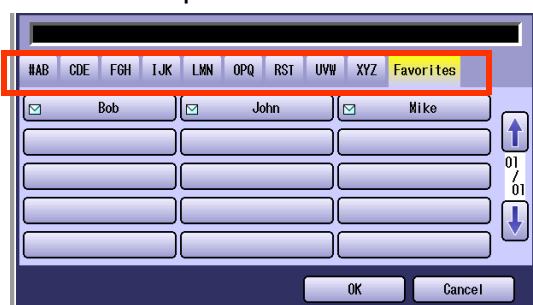 #AB CDE FGH IJK LMN OPQ RST UVW XYZ Favorites
Bob John Mike
01
/
01
OK Cancel